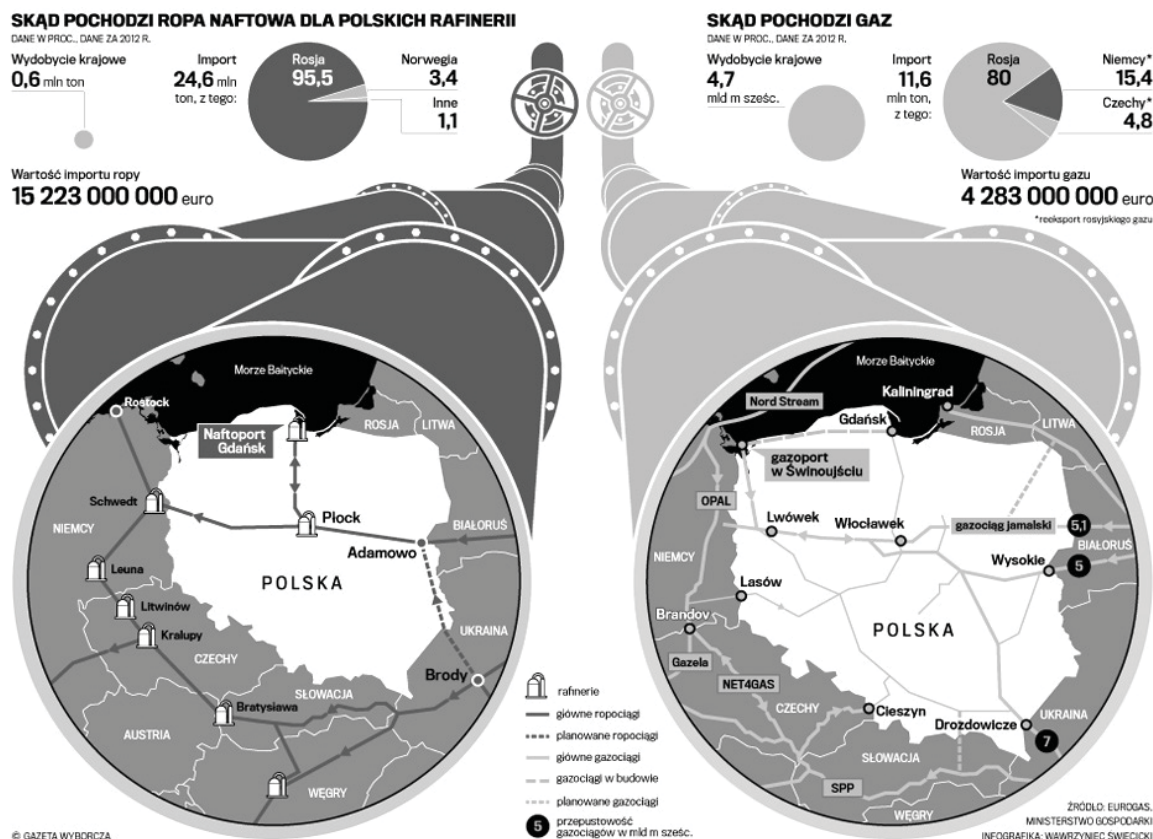 SKĄD POCHODZI ROPA NAFTOWA DLA POLSKICH RAFINERII
DANE W PROC., DANE ZA 2012 R.
Wydobycie krajowe
0,6 mln ton
Import
24,6 mln
ton, z tego:
Rosja
95,5
Norwegia
3,4
Inne
1,1
Wartość importu ropy
15 223 000 000 euro
SKĄD POCHODZI GAZ
DANE W PROC., DANE ZA 2012 R.
Wydobycie krajowe
4,7
mld m sześc.
Import
11,6
mln ton,
z tego:
Rosja
80
Niemcy*
15,4
Czechy*
4,8
Wartość importu gazu
4 283 000 000 euro
*reeksport rosyjskiego gazu
Morze Bałtyckie
Rostock
Naftoport
Gdańsk
ROSJA
LITWA
Schwedt
Płock
NIEMCY
BIAŁORUŚ
Adamowo
Leuna
POLSKA
Litwinów
Kralupy
UKRAINA
CZECHY
Brody
SŁOWACJA
Bratysława
AUSTRIA
WĘGRY
rafinerie
główne ropociągi
planowane ropociągi
główne gazociągi
gazociągi w budowie
planowane gazociągi
5 przepustowość
gazociągów w mld m sześc.
Morze Bałtyckie
Nord Stream
Kaliningrad
Gdańsk
ROSJA
LITWA
gazoport
w Świnoujściu
OPAL
Lwówek
Włocławek
gazociąg jamalski
5,1
NIEMCY
BIAŁORUŚ
Wysokie
5
Lasów
Brandov
POLSKA
Gazela
NET4GAS
CZECHY
Cieszyn
Drozdowicze
UKRAINA
7
SŁOWACJA
SPP
WĘGRY
ŹRÓDŁO: EUROGAS,
MINISTERSTWO GOSPODARKI
INFOGRAFIKA: WAWRZYNIEC ŚWIĘCICKI
© GAZETA WYBORCZA